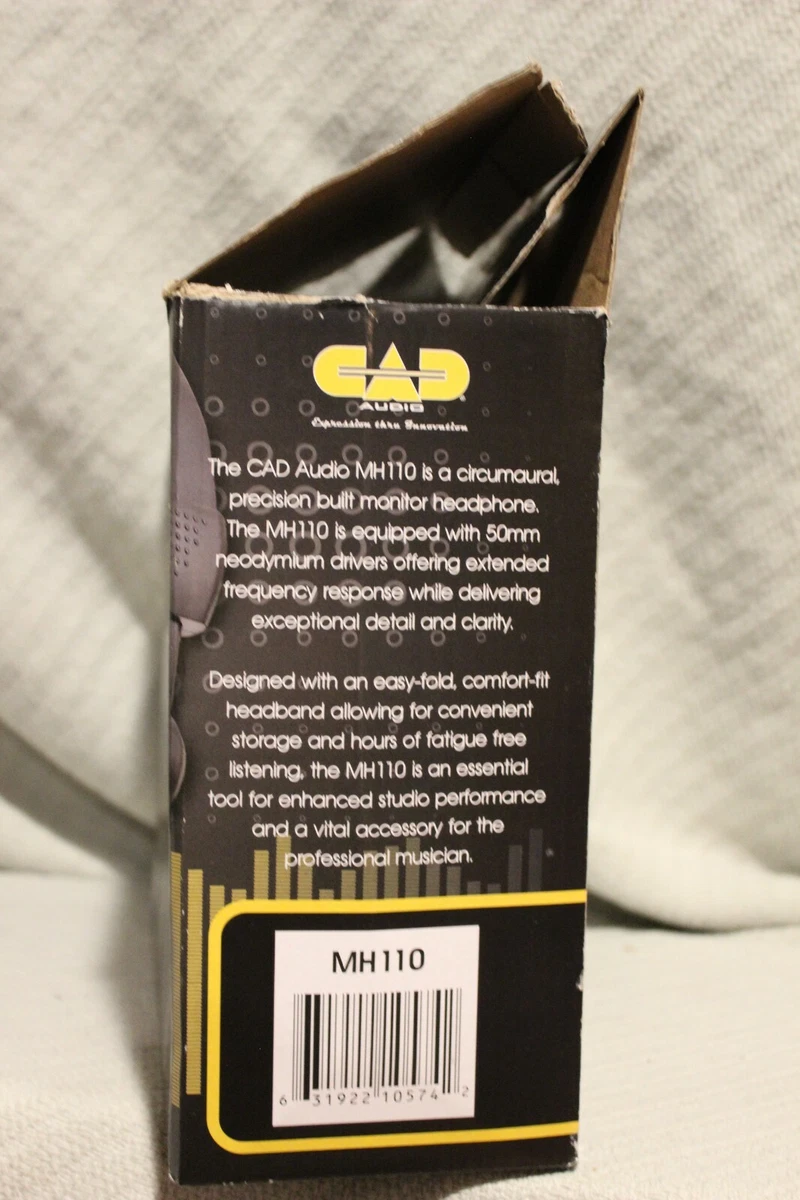 CAD
AUDIO
Expression thru Innovation
The CAD Audio MH110 is a circumaural,
precision built monitor headphone.
The MH110 is equipped with 50mm
neodymium drivers offering extended
frequency response while delivering
exceptional detail and clarity.
Designed with an easy-fold, comfort-fit
headband allowing for convenient
storage and hours of fatigue free
listening, the MH110 is an essential
tool for enhanced studio performance
and a vital accessory for the
professional musician.
MH110
6 31922 10574 2